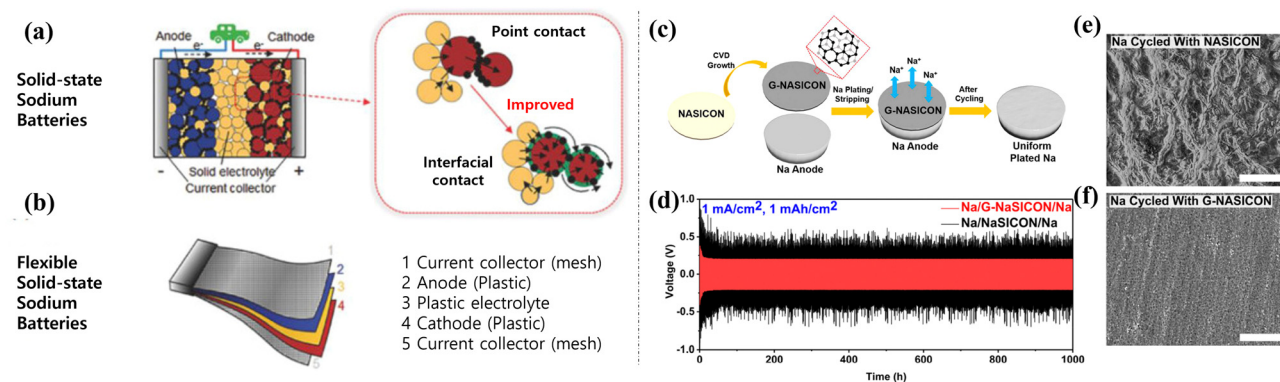 (a)
Anode
e-
Cathode
e-
Solid-state
Sodium
Batteries
Solid electrolyte
-
Current collector
+
Point contact
Improved
Interfacial
contact
(b)
Flexible
Solid-state
Sodium
Batteries
1
2
3
4
5
1 Current collector (mesh)
2 Anode (Plastic)
3 Plastic electrolyte
4 Cathode (Plastic)
5 Current collector (mesh)
(c)
CVD
Growth
NASICON
G-NASICON
Na Anode
Na Plating/
Stripping
Na+
Na+
Na+
G-NASICON
Na Anode
After
Cycling
Uniform
Plated Na
(d)
1 mA/cm2, 1 mAh/cm2
Na/G-NaSICON/Na
Na/NaSICON/Na
Voltage (V)
1.0
0.5
0.0
-0.5
-1.0
0
200
400
600
800
1000
Time (h)
(e)
Na Cycled With NASICON
(f)
Na Cycled With G-NASICON